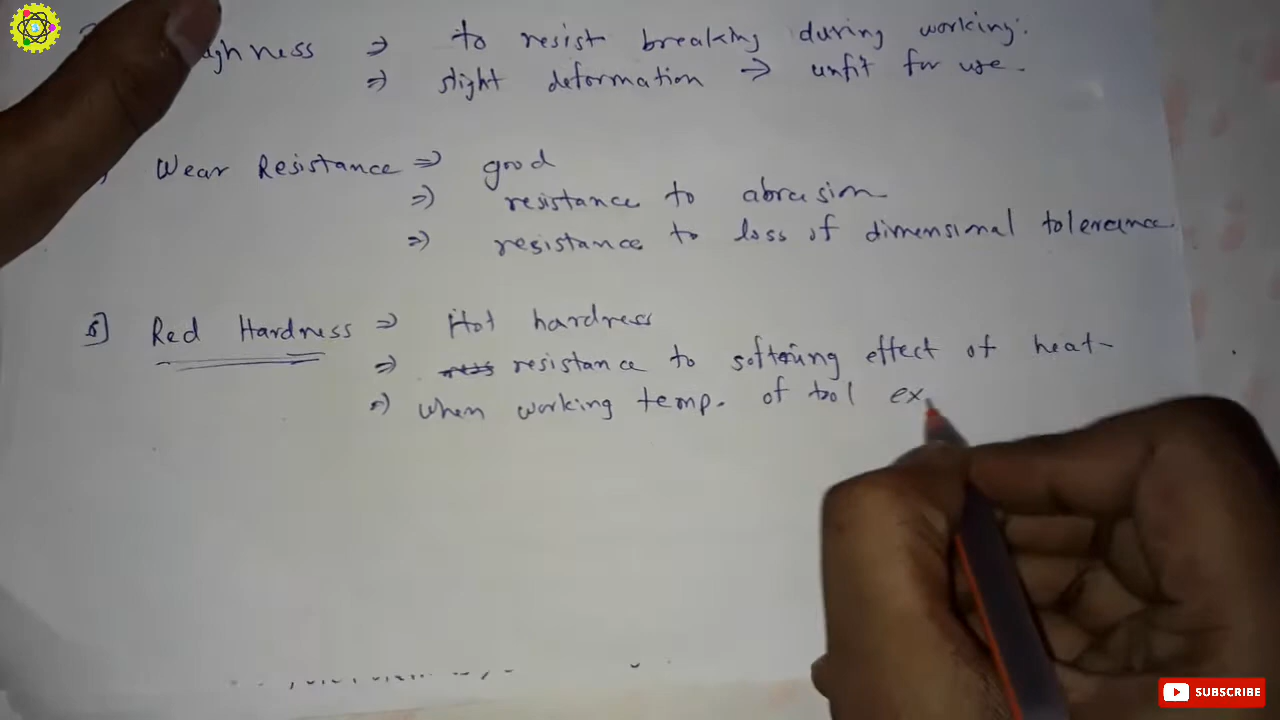 ughness ⇒ to resist breaking during working.
⇒ slight deformation → unfit for use.
Wear Resistance ⇒ good
⇒ resistance to abrasion
⇒ resistance to loss of dimensional tolerance
5] Red Hardness ⇒ Hot hardness
⇒ resistance to softening effect of heat
⇒ when working temp. of tool ex
SUBSCRIBE